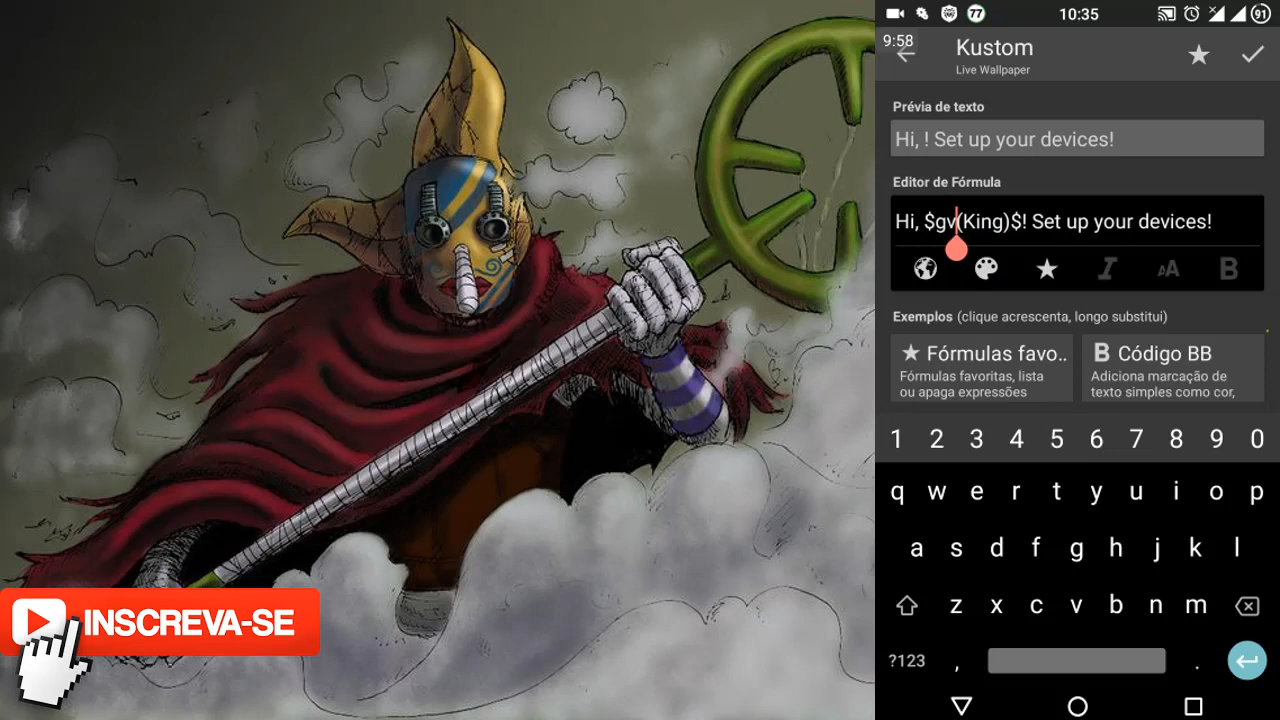 INSCREVA-SE
77
10:35
91
9:58
Kustom
Live Wallpaper
Prévia de texto
Hi, ! Set up your devices!
Editor de Fórmula
Hi, $gv(King)$! Set up your devices!
I AA B
Exemplos (clique acrescenta, longo substitui)
Fórmulas favo..
Fórmulas favoritas, lista
ou apaga expressões
B Código BB
Adiciona marcação de
texto simples como cor,
1 2 3 4 5 6 7 8 9 0
q w e r t y u i o p
a s d f g h j k l
z x c v b n m
?123 , .